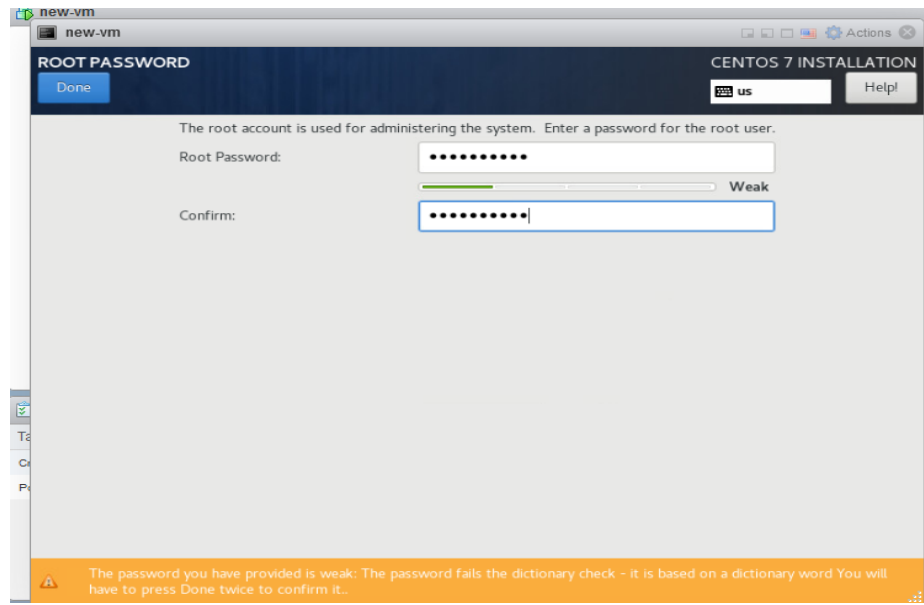 new-vm
new-vm
Actions
ROOT PASSWORD
CENTOS 7 INSTALLATION
Done
us
Help!
The root account is used for administering the system. Enter a password for the root user.
Root Password:
••••••••••
Weak
Confirm:
••••••••••
The password you have provided is weak: The password fails the dictionary check - it is based on a dictionary word You will
have to press Done twice to confirm it..